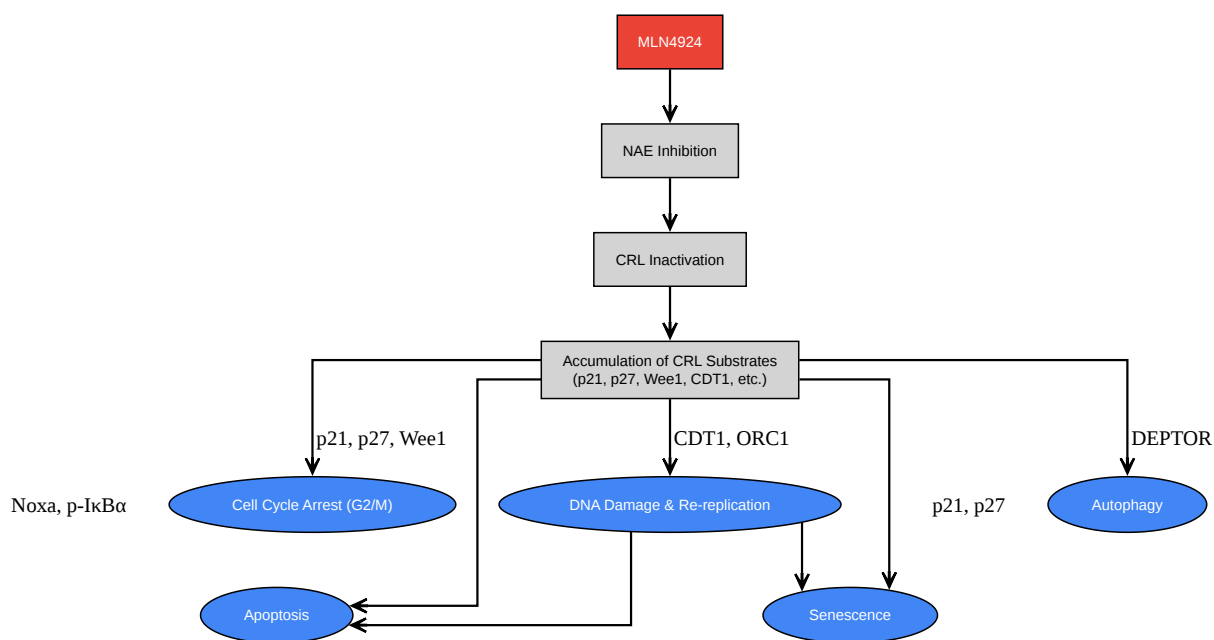 MLN4924
NAE Inhibition
CRL Inactivation
Accumulation of CRL Substrates
(p21, p27, Wee1, CDT1, etc.)
p21, p27, Wee1
CDT1, ORC1
DEPTOR
Noxa, p-IκBα
Cell Cycle Arrest (G2/M)
DNA Damage & Re-replication
p21, p27
Autophagy
Apoptosis
Senescence